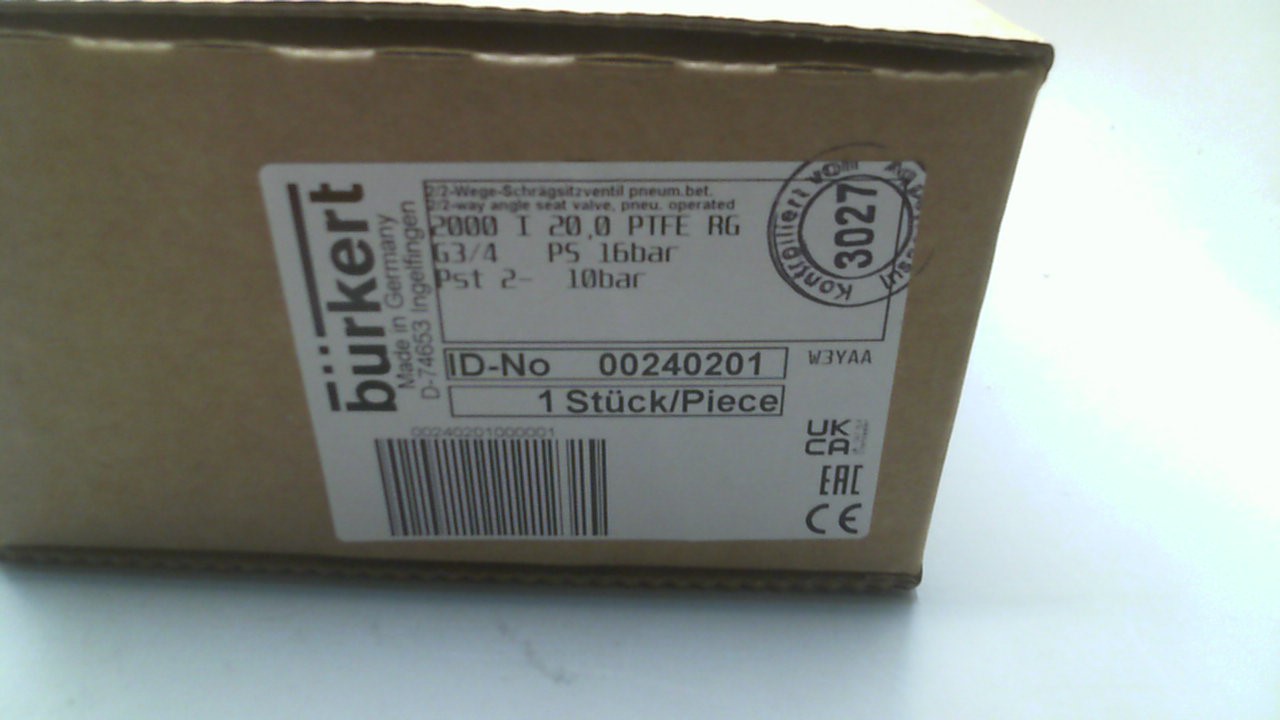 bürkert
Made in Germany
D-74653 Ingelfingen
2/2-Wege-Schrägsitzventil pneum.bet.
2/2-way angle seat valve, pneu. operated
2000 I 20,0 PTFE RG
G3/4 PS 16bar
Pst 2- 10bar
Kontrolliert vom
3027
ID-No 00240201
W3YAA
1 Stück/Piece
00240201000001
UK
CA
EAC
CE